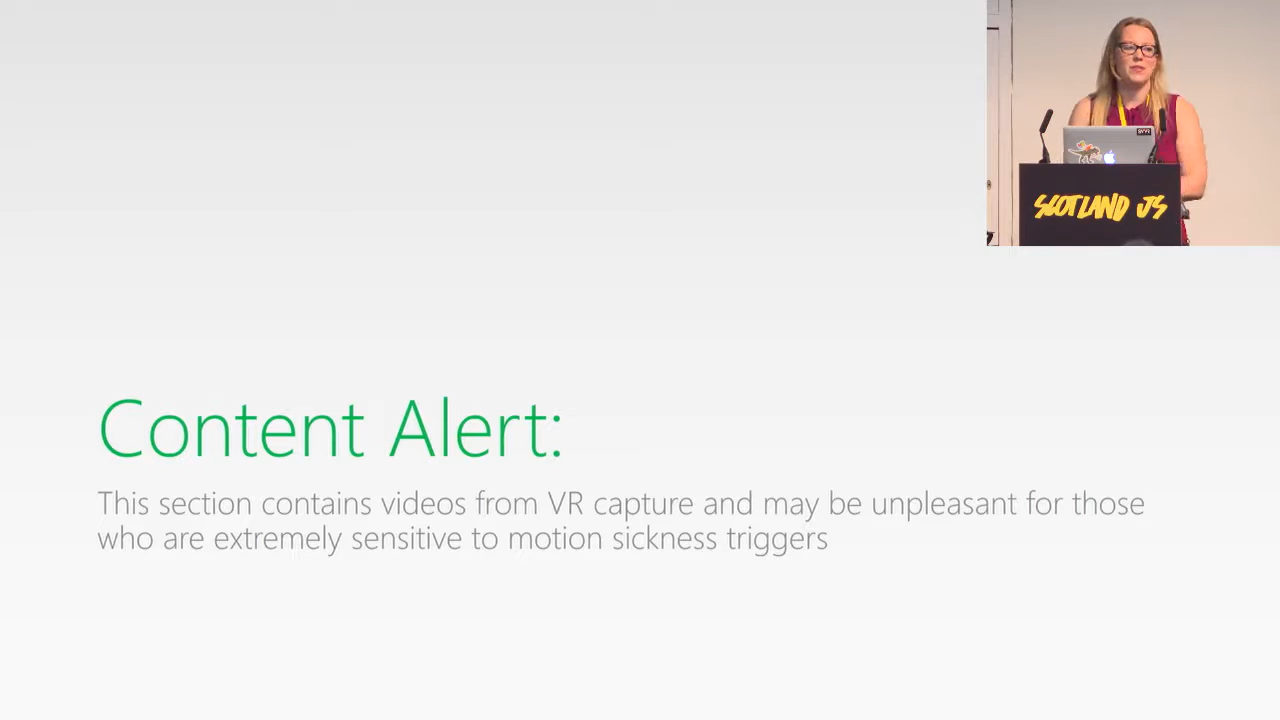 SVVR
SCOTLAND JS
Content Alert:
This section contains videos from VR capture and may be unpleasant for those
who are extremely sensitive to motion sickness triggers